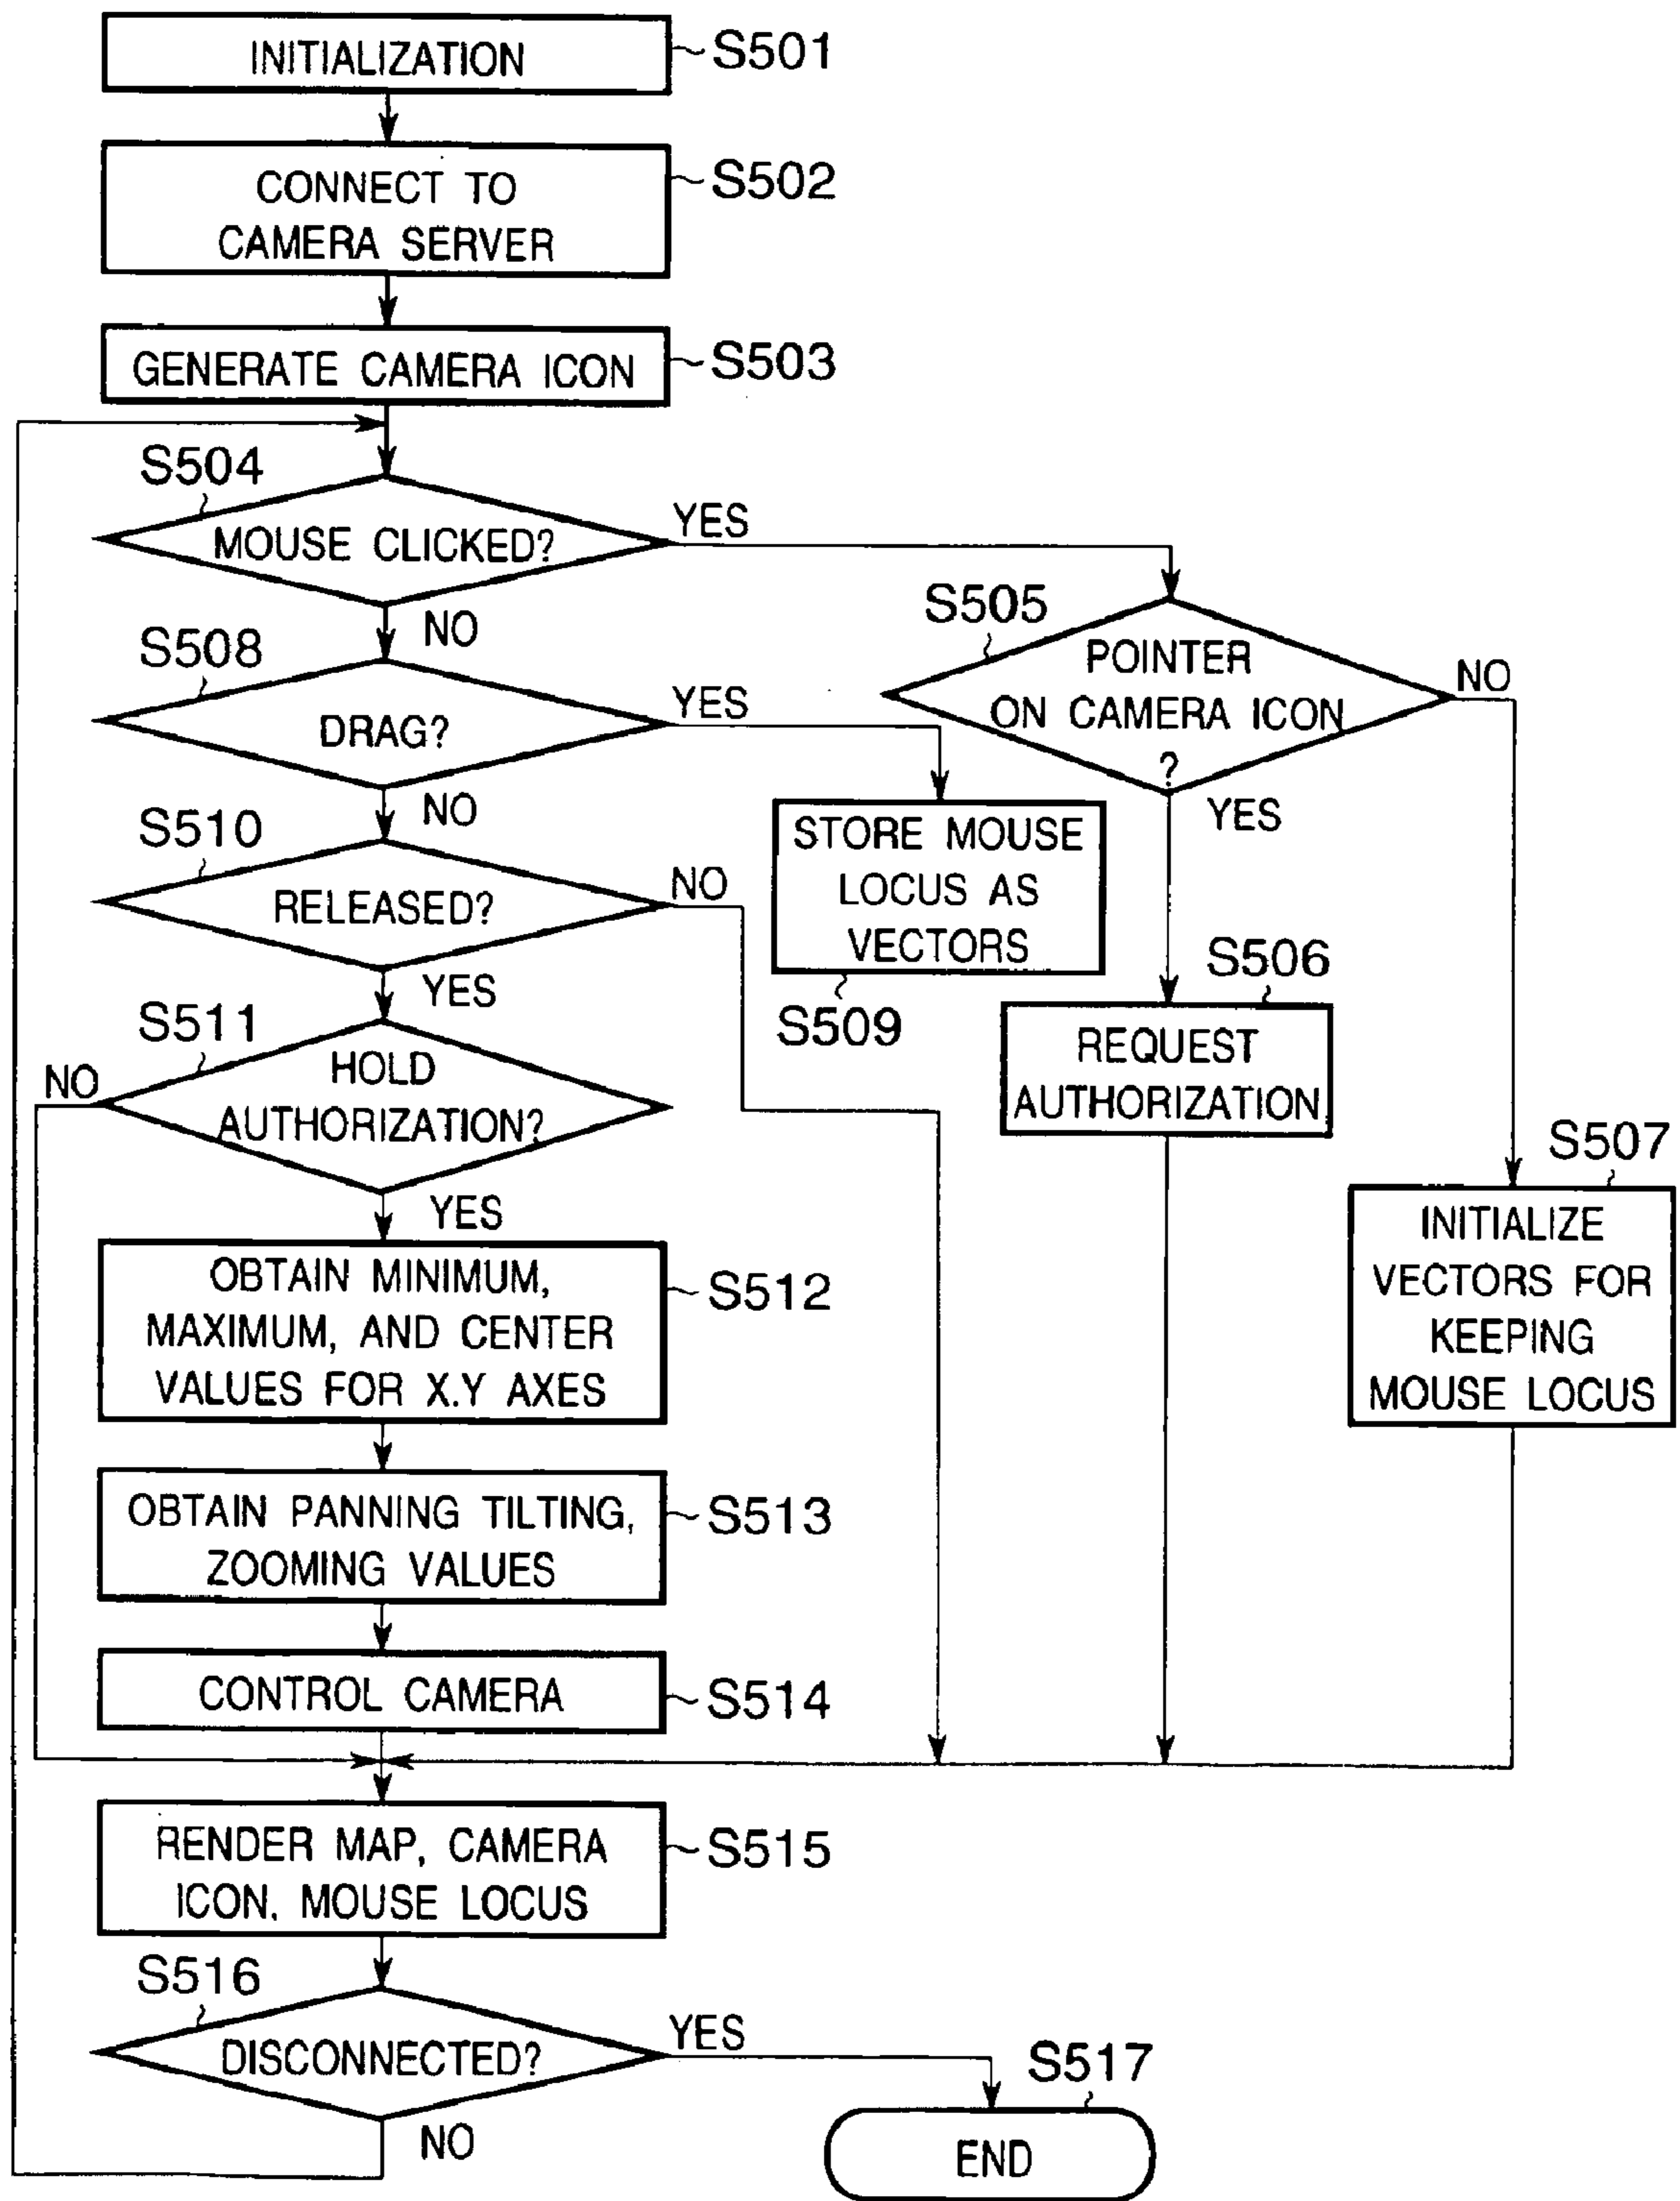 INITIALIZATION
S501
CONNECT TO
CAMERA SERVER
S502
GENERATE CAMERA ICON
S503
S504
MOUSE CLICKED?
YES
NO
S505
POINTER
ON CAMERA ICON
?
NO
YES
S508
DRAG?
YES
NO
STORE MOUSE
LOCUS AS
VECTORS
S509
S510
RELEASED?
NO
YES
S506
REQUEST
AUTHORIZATION
S511
HOLD
AUTHORIZATION?
NO
YES
S507
INITIALIZE
VECTORS FOR
KEEPING
MOUSE LOCUS
OBTAIN MINIMUM,
MAXIMUM, AND CENTER
VALUES FOR X.Y AXES
S512
OBTAIN PANNING TILTING,
ZOOMING VALUES
S513
CONTROL CAMERA
S514
RENDER MAP, CAMERA
ICON, MOUSE LOCUS
S515
S516
DISCONNECTED?
YES
NO
S517
END